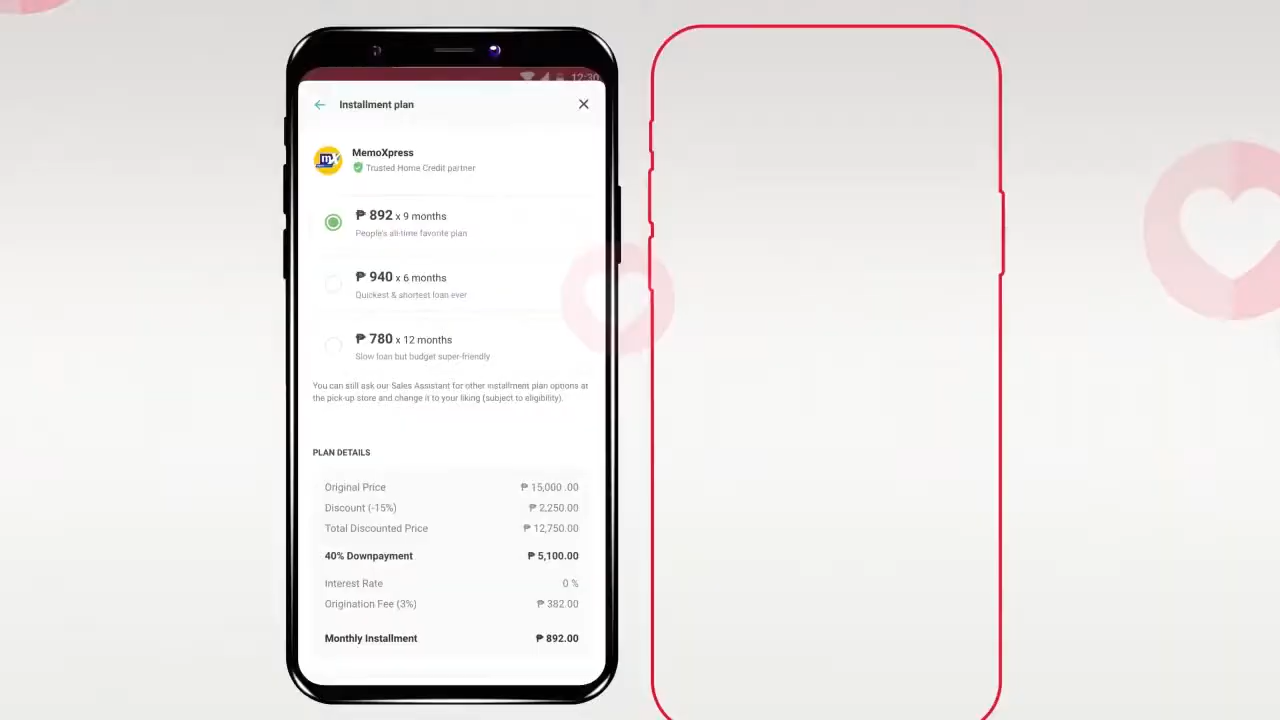 12:30
Installment plan
mx
MemoXpress
Trusted Home Credit partner
₱ 892 x 9 months
People's all-time favorite plan
₱ 940 x 6 months
Quickest & shortest loan ever
₱ 780 x 12 months
Slow loan but budget super-friendly
You can still ask our Sales Assistant for other installment plan options at
the pick-up store and change it to your liking (subject to eligibility).
PLAN DETAILS
Original Price ₱ 15,000 .00
Discount (-15%) ₱ 2,250.00
Total Discounted Price ₱ 12,750.00
40% Downpayment ₱ 5,100.00
Interest Rate 0 %
Origination Fee (3%) ₱ 382.00
Monthly Installment ₱ 892.00